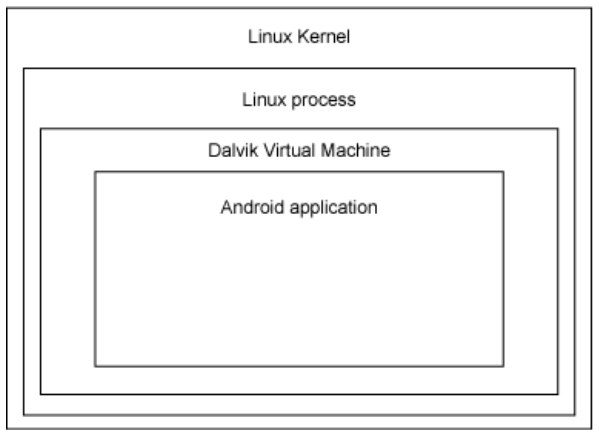 Linux Kernel
Linux process
Dalvik Virtual Machine
Android application